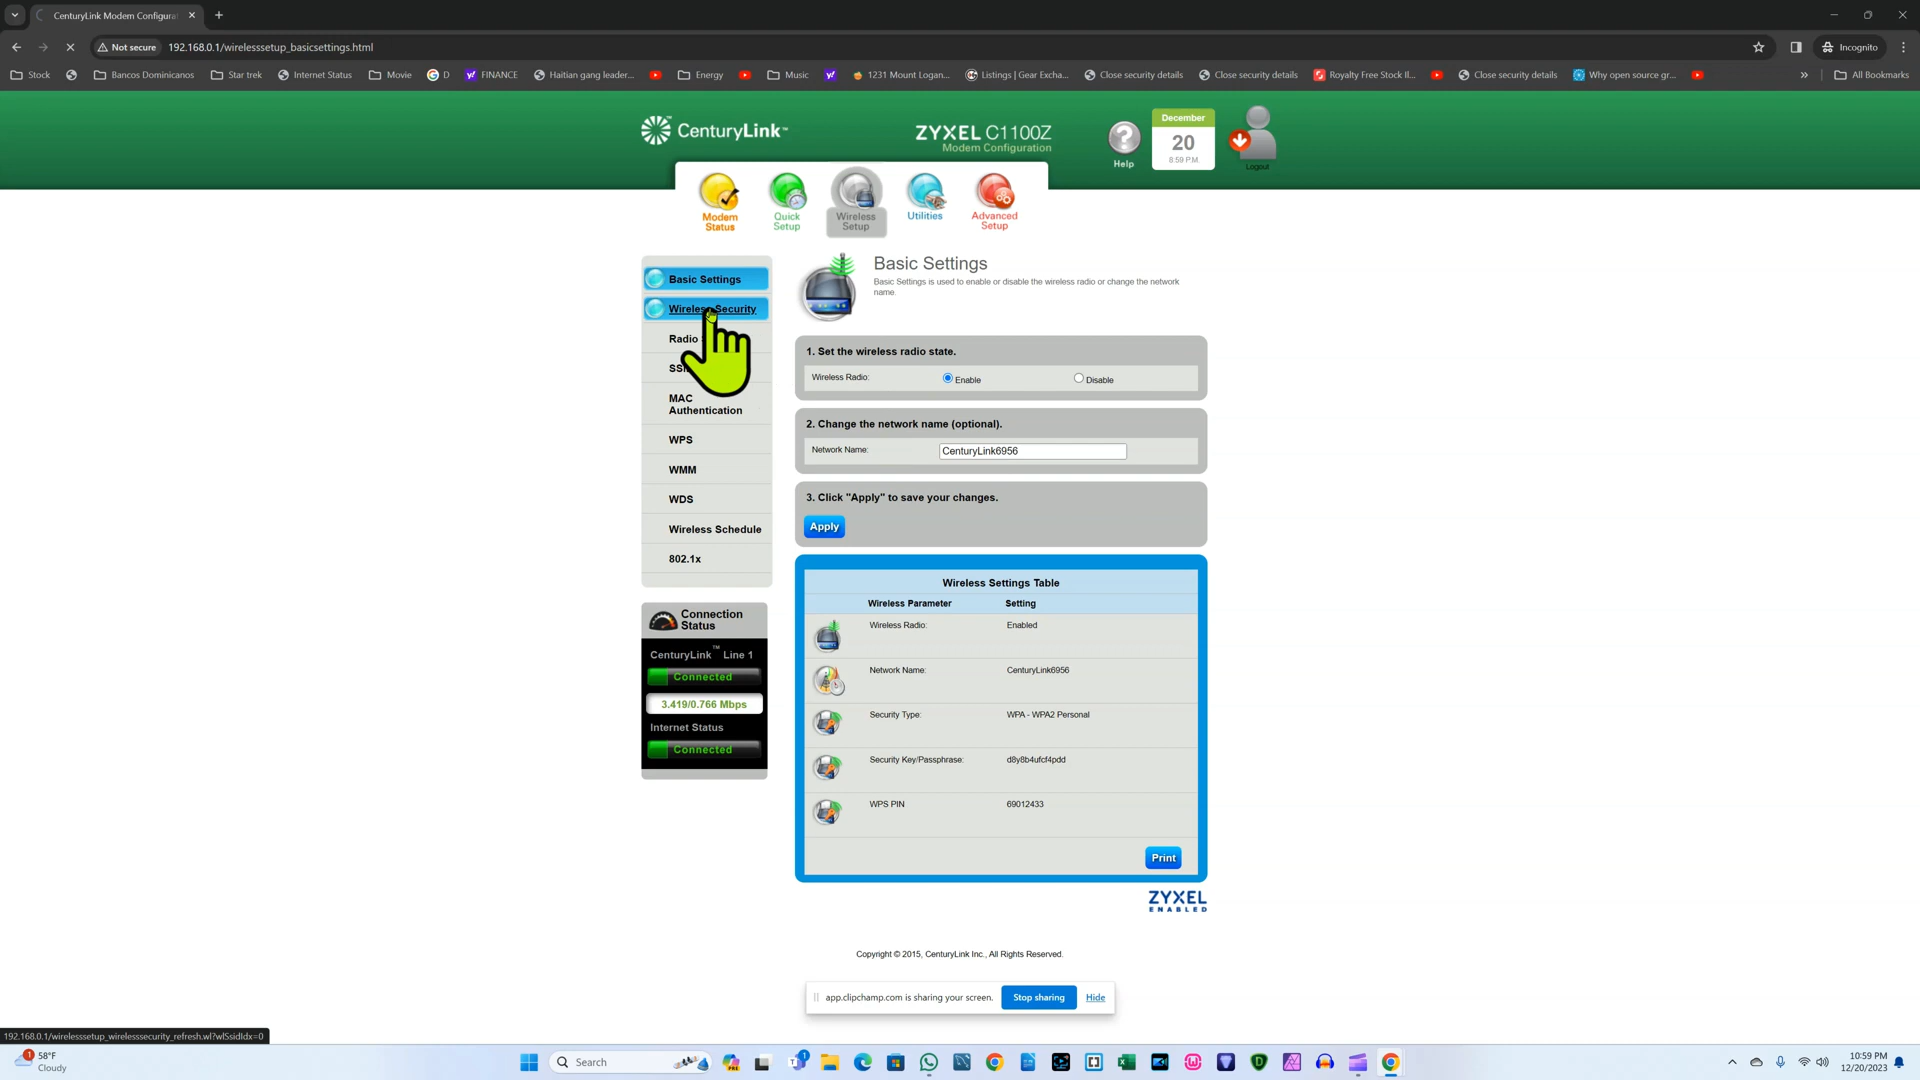 CenturyLink Modem Configura
Not secure
192.168.0.1/wirelesssetup_basicsettings.html
Incognito
Stock
Bancos Dominicanos
Star trek
Internet Status
Movie
D
FINANCE
Haitian gang leader...
Energy
Music
1231 Mount Logan...
Listings | Gear Excha...
Close security details
Close security details
Royalty Free Stock Il...
Close security details
Why open source gr...
All Bookmarks
CenturyLink™
ZYXEL C1100Z
Modem Configuration
Help
December
20
8:59 PM
Logout
Modem
Status
Quick
Setup
Wireless
Setup
Utilities
Advanced
Setup
Basic Settings
Wireless Security
Radio
MAC
Authentication
WPS
WMM
WDS
Wireless Schedule
802.1x
Connection
Status
CenturyLink™ Line 1
Connected
3.419/0.766 Mbps
Internet Status
Connected
Basic Settings
Basic Settings is used to enable or disable the wireless radio or change the network
name.
1. Set the wireless radio state.
Wireless Radio:
Enable
Disable
2. Change the network name (optional).
Network Name:
CenturyLink6956
3. Click "Apply" to save your changes.
Apply
Wireless Settings Table
Wireless Parameter
Setting
Wireless Radio:
Enabled
Network Name:
CenturyLink6956
Security Type:
WPA - WPA2 Personal
Security Key/Passphrase:
d8y8b4ufcf4pdd
WPS PIN
69012433
Print
ZYXEL
ENABLED
Copyright © 2015, CenturyLink Inc., All Rights Reserved.
app.clipchamp.com is sharing your screen.
Stop sharing
Hide
192.168.0.1/wirelesssetup_wirelesssecurity_refresh.wl?wlSsidIdx=0
1
58°F
Cloudy
Search
PRE
1
10:59 PM
12/20/2023